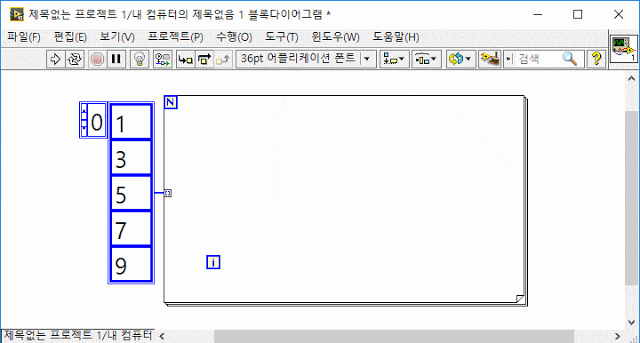 제목없는 프로젝트 1/내 컴퓨터의 제목없음 1 블록다이어그램 *
파일(F) 편집(E) 보기(V) 프로젝트(P) 수행(O) 도구(T) 윈도우(W) 도움말(H)
36pt 어플리케이션 폰트 검색 ? 1
N
0 1
3
5
7
9
i
제목없는 프로젝트 1/내 컴퓨터